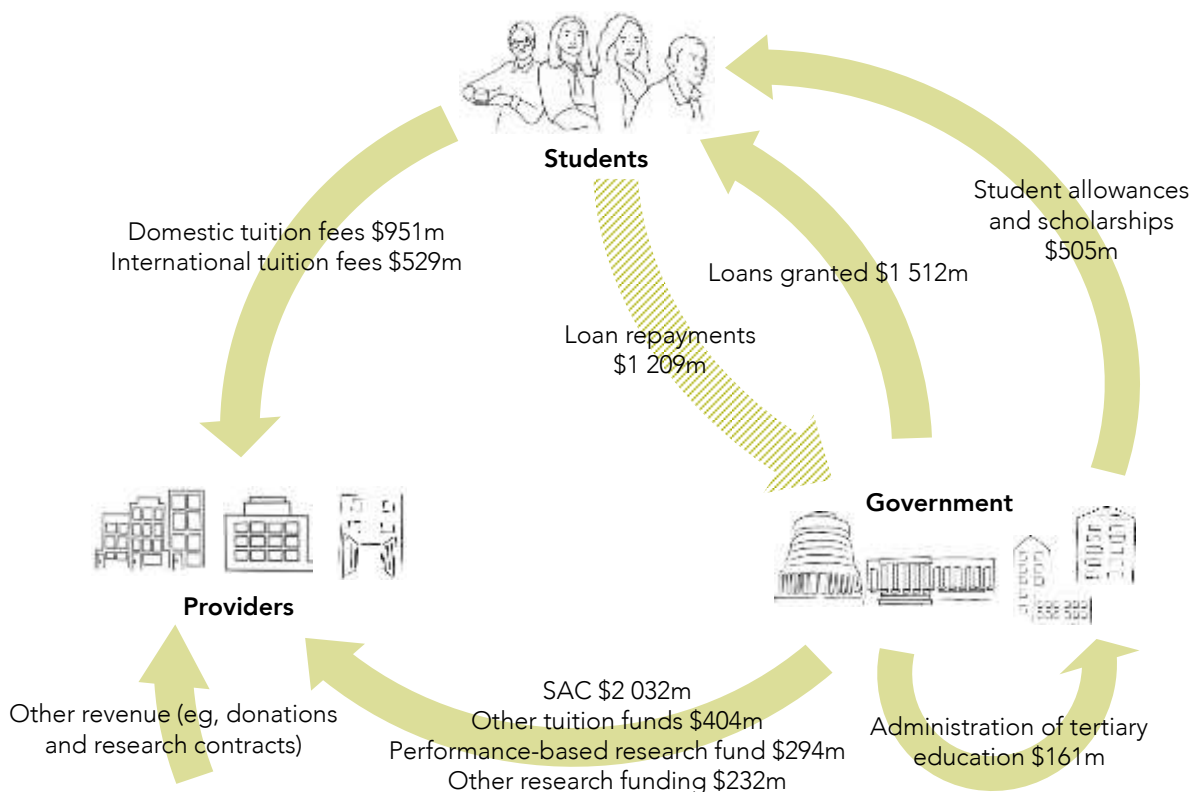 Students
Student allowances
and scholarships
$505m
Domestic tuition fees $951m
International tuition fees $529m
Loans granted $1 512m
Loan repayments
$1 209m
Government
Providers
SAC $2 032m
Other tuition funds $404m
Performance-based research fund $294m
Other research funding $232m
Other revenue (eg, donations
and research contracts)
Administration of tertiary
education $161m